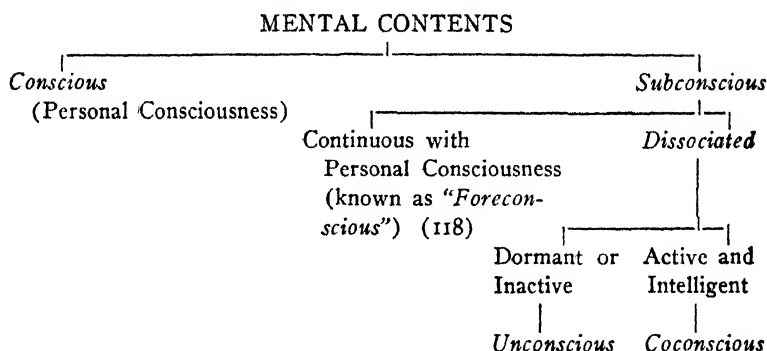 MENTAL CONTENTS
Conscious
(Personal Consciousness)
Subconscious
Continuous with
Personal Consciousness
(known as "Forecon-
scious") (118)
Dissociated
Dormant or
Inactive
Active and
Intelligent
Unconscious
Coconscious